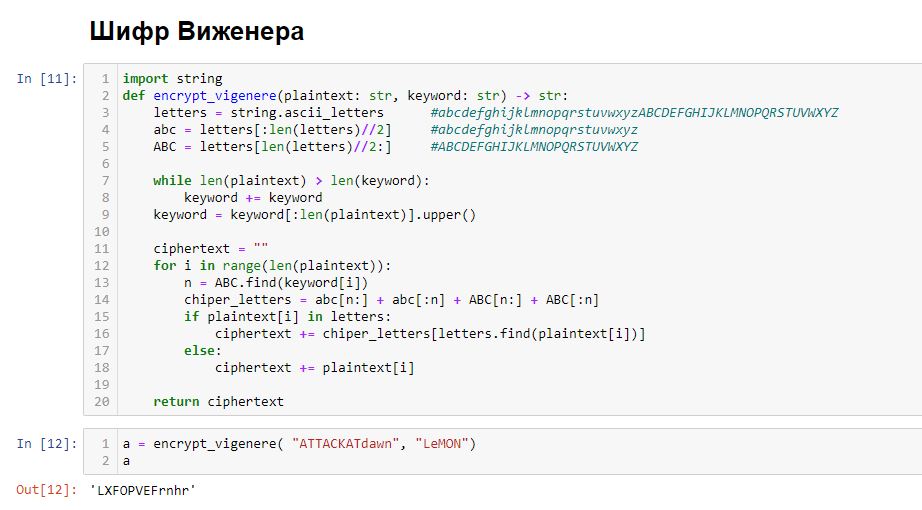 Шифр Виженера
In [11]:
1 import string
2 def encrypt_vigenere(plaintext: str, keyword: str) -> str:
3     letters = string.ascii_letters      #abcdefghijklmnopqrstuvwxyzABCDEFGHIJKLMNOPQRSTUVWXYZ
4     abc = letters[:len(letters)//2]     #abcdefghijklmnopqrstuvwxyz
5     ABC = letters[len(letters)//2:]     #ABCDEFGHIJKLMNOPQRSTUVWXYZ
6
7     while len(plaintext) > len(keyword):
8         keyword += keyword
9     keyword = keyword[:len(plaintext)].upper()
10
11     ciphertext = ""
12     for i in range(len(plaintext)):
13         n = ABC.find(keyword[i])
14         chiper_letters = abc[n:] + abc[:n] + ABC[n:] + ABC[:n]
15         if plaintext[i] in letters:
16             ciphertext += chiper_letters[letters.find(plaintext[i])]
17         else:
18             ciphertext += plaintext[i]
19
20     return ciphertext
In [12]:
1 a = encrypt_vigenere( "ATTACKATdawn", "LeMON")
2 a
Out[12]: 'LXFOPVEFrnhr'